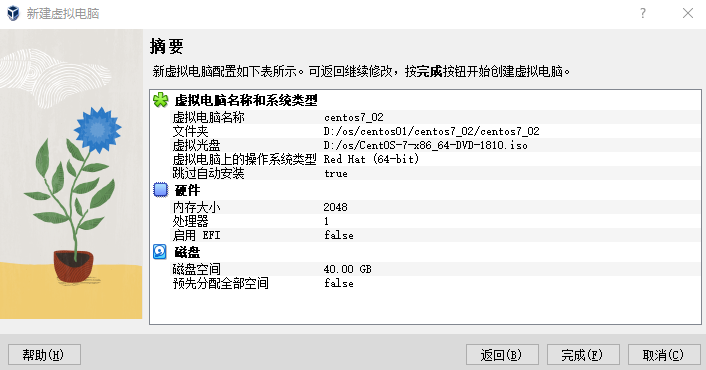 新建虚拟电脑
?
摘要
新虚拟电脑配置如下表所示。可返回继续修改，按完成按钮开始创建虚拟电脑。
虚拟电脑名称和系统类型
虚拟电脑名称 centos7_02
文件夹 D:/os/centos01/centos7_02/centos7_02
虚拟光盘 D:/os/CentOS-7-x86_64-DVD-1810.iso
虚拟电脑上的操作系统类型 Red Hat (64-bit)
跳过自动安装 true
硬件
内存大小 2048
处理器 1
启用 EFI false
磁盘
磁盘空间 40.00 GB
预先分配全部空间 false
帮助(H) 返回(B) 完成(F) 取消(C)